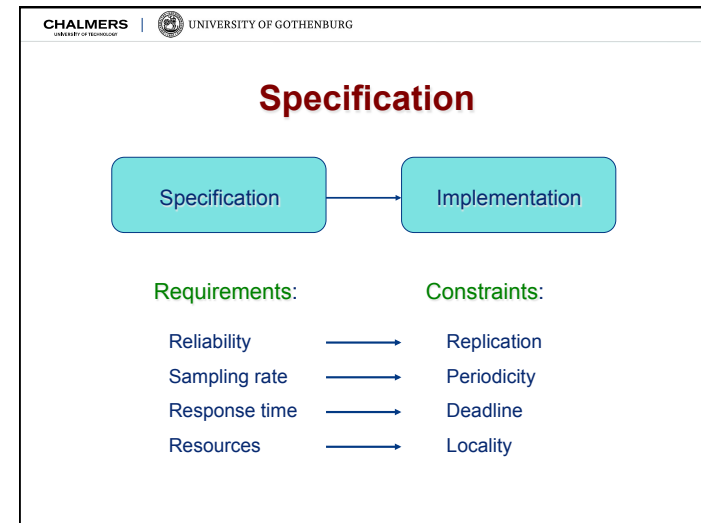 CHALMERS | UNIVERSITY OF GOTHENBURG
UNIVERSITY OF TECHNOLOGY
Specification
Specification Implementation
Requirements: Constraints:
Reliability Replication
Sampling rate Periodicity
Response time Deadline
Resources Locality